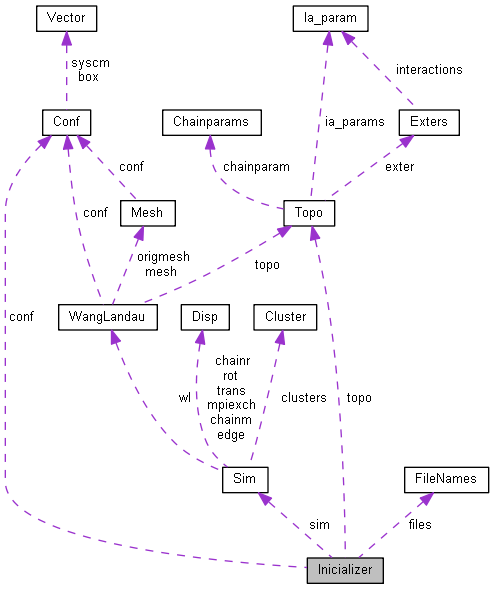 Vector
Ia_param
syscm
box
interactions
Conf
Chainparams
ia_params
Exters
conf
chainparam
exter
conf
Mesh
Topo
origmesh
mesh
topo
WangLandau
Disp
Cluster
conf
chainr
rot
trans
mpiexch
chainm
edge
wl
clusters
topo
Sim
FileNames
sim
files
Inicializer